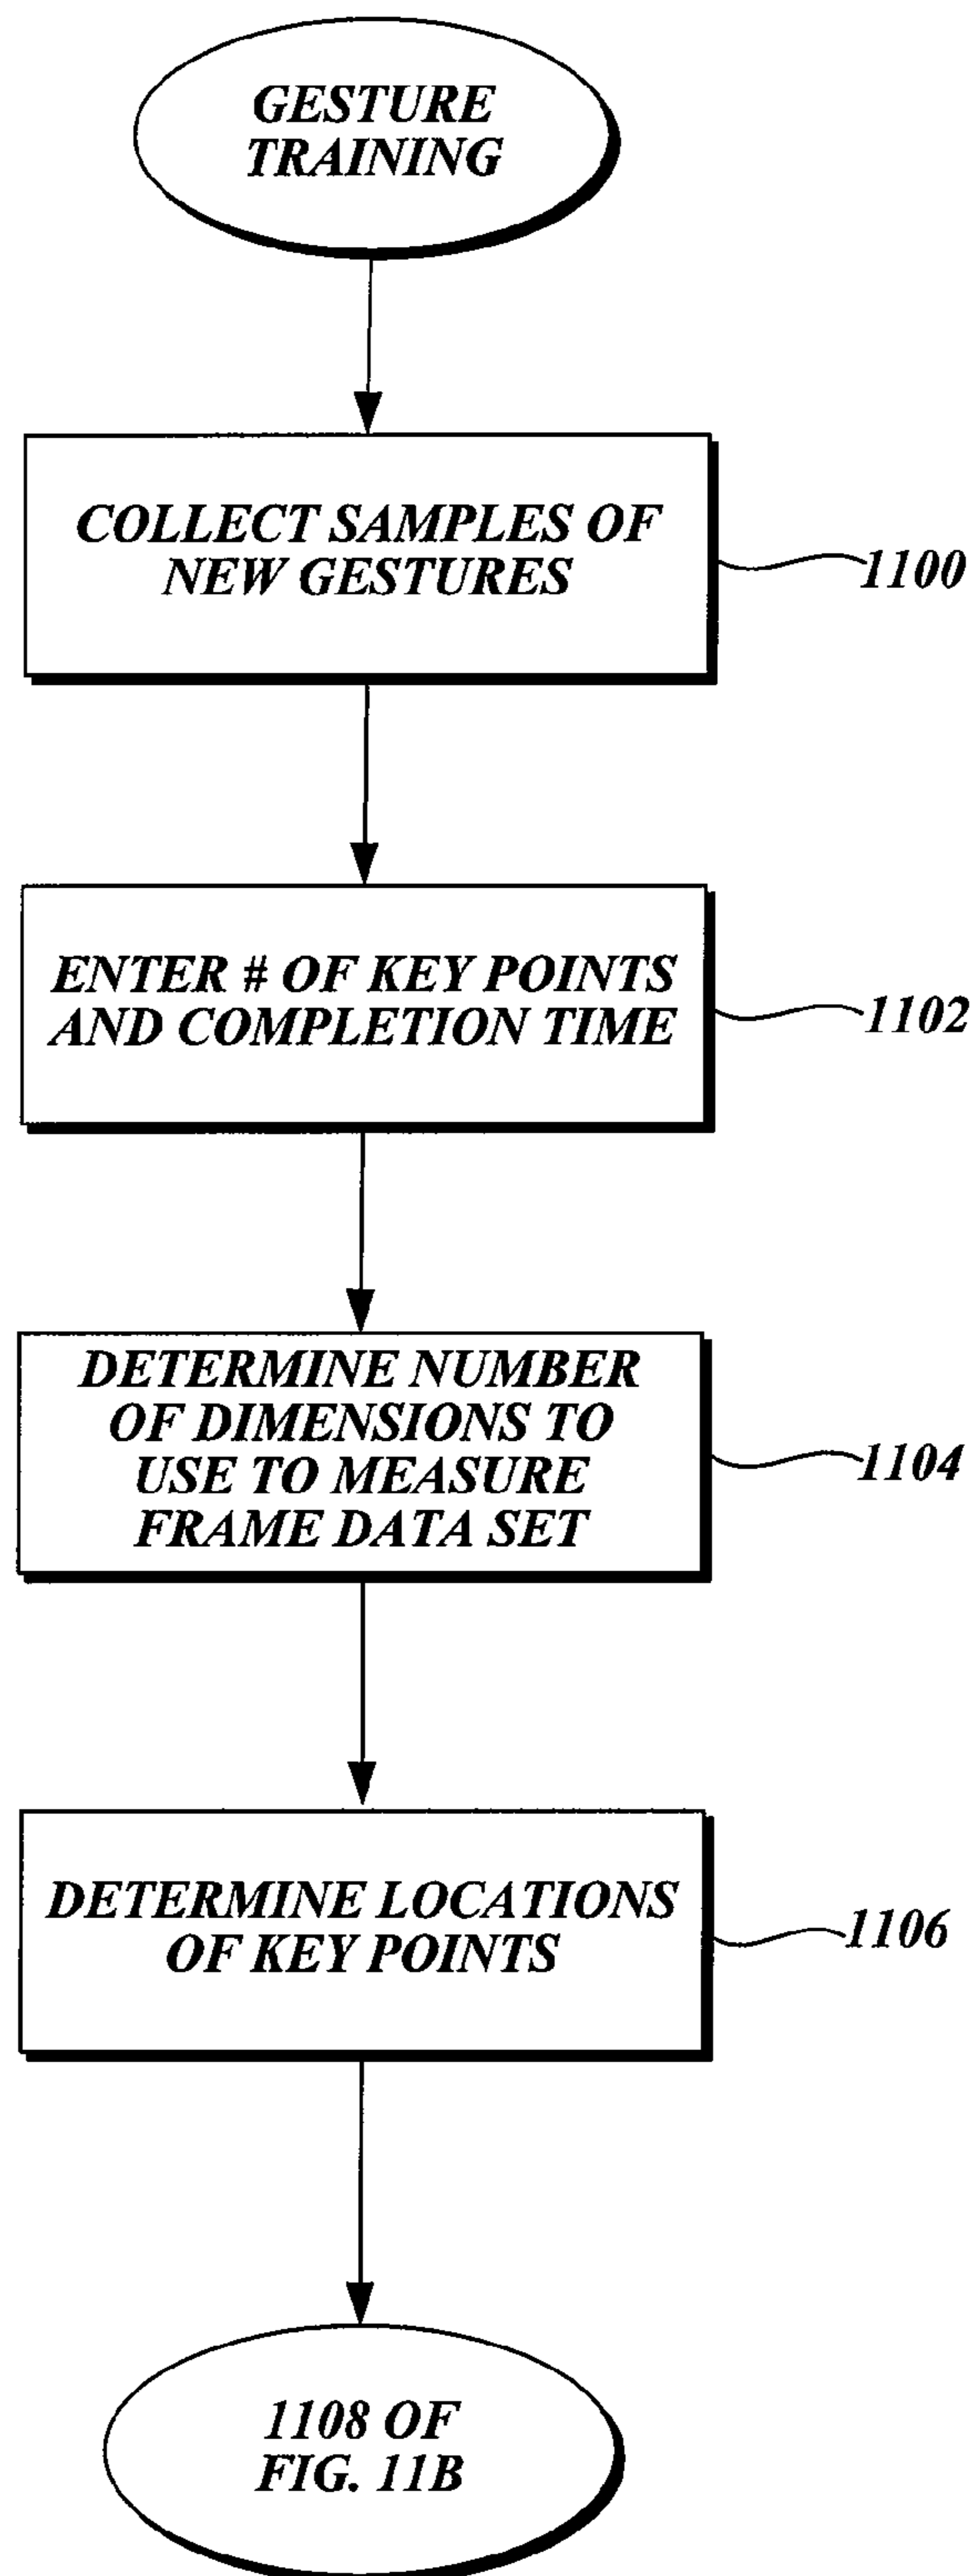 GESTURE
TRAINING
COLLECT SAMPLES OF
NEW GESTURES
1100
ENTER # OF KEY POINTS
AND COMPLETION TIME
1102
DETERMINE NUMBER
OF DIMENSIONS TO
USE TO MEASURE
FRAME DATA SET
1104
DETERMINE LOCATIONS
OF KEY POINTS
1106
1108 OF
FIG. 11B